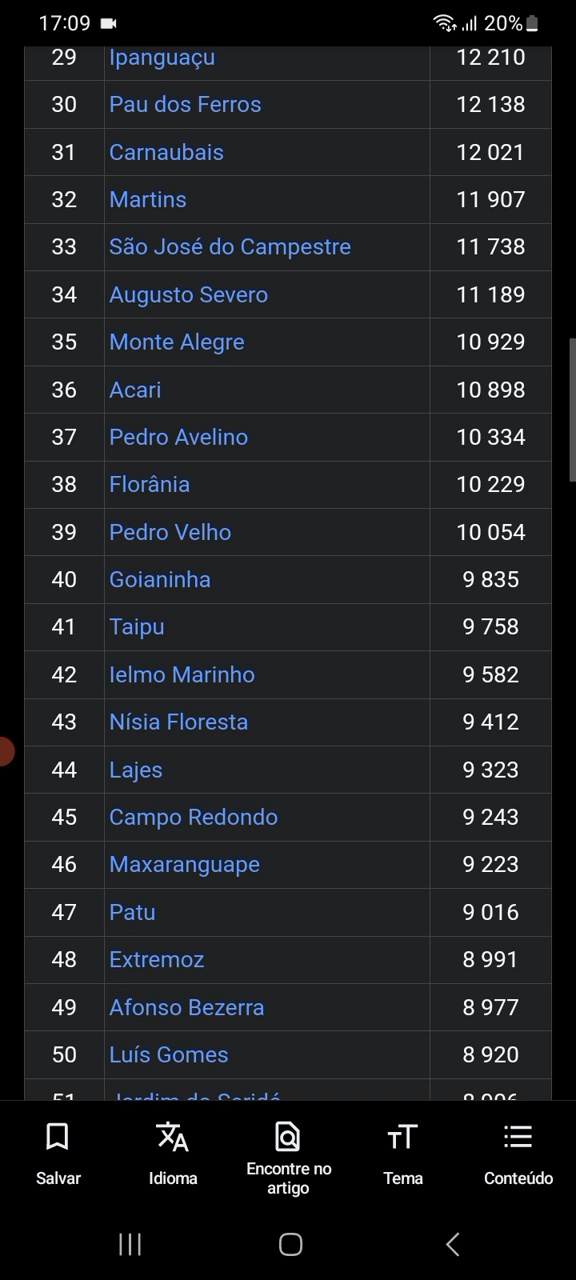 17:09 20%
29 Ipanguaçu 12 210
30 Pau dos Ferros 12 138
31 Carnaubais 12 021
32 Martins 11 907
33 São José do Campestre 11 738
34 Augusto Severo 11 189
35 Monte Alegre 10 929
36 Acari 10 898
37 Pedro Avelino 10 334
38 Florânia 10 229
39 Pedro Velho 10 054
40 Goianinha 9 835
41 Taipu 9 758
42 Ielmo Marinho 9 582
43 Nísia Floresta 9 412
44 Lajes 9 323
45 Campo Redondo 9 243
46 Maxaranguape 9 223
47 Patu 9 016
48 Extremoz 8 991
49 Afonso Bezerra 8 977
50 Luís Gomes 8 920
51 Jardim do Seridó
Salvar Idioma Encontre no Tema Conteúdo
artigo